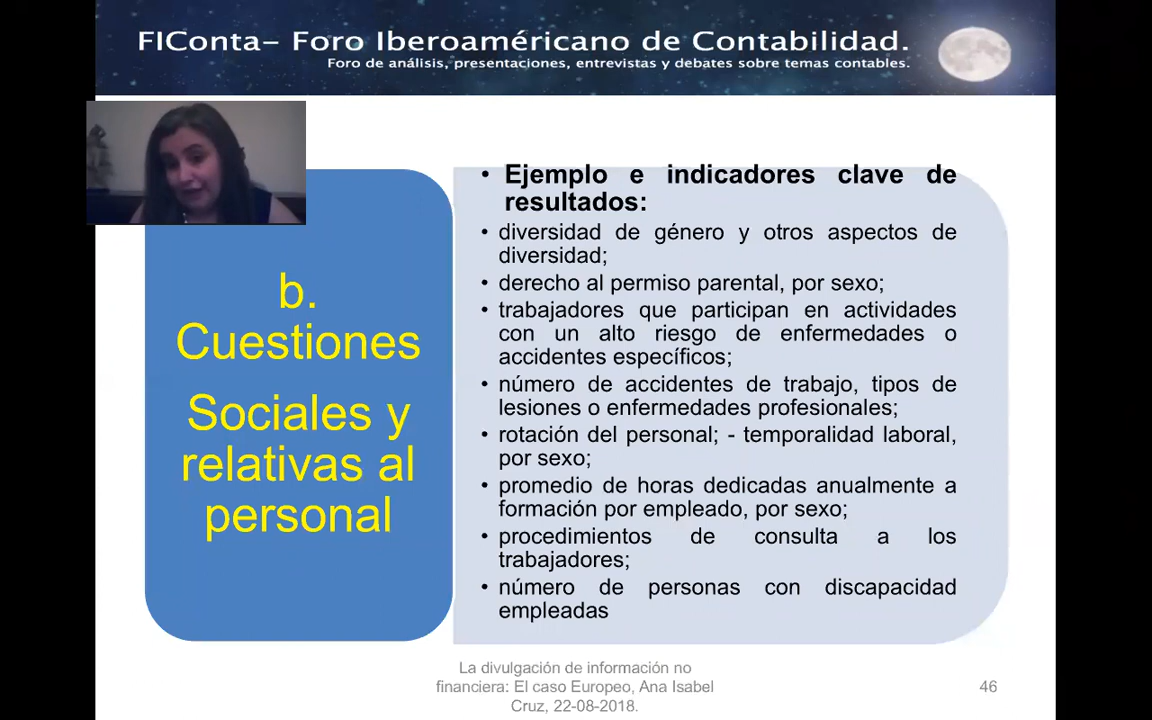 FIConta– Foro Iberoaméricano de Contabilidad.
Foro de análisis, presentaciones, entrevistas y debates sobre temas contables.
b.
Cuestiones
Sociales y
relativas al
personal
• Ejemplo e indicadores clave de
resultados:
• diversidad de género y otros aspectos de
diversidad;
• derecho al permiso parental, por sexo;
• trabajadores que participan en actividades
con un alto riesgo de enfermedades o
accidentes específicos;
• número de accidentes de trabajo, tipos de
lesiones o enfermedades profesionales;
• rotación del personal; - temporalidad laboral,
por sexo;
• promedio de horas dedicadas anualmente a
formación por empleado, por sexo;
• procedimientos de consulta a los
trabajadores;
• número de personas con discapacidad
empleadas
La divulgación de información no
financiera: El caso Europeo, Ana Isabel
Cruz, 22-08-2018.
46